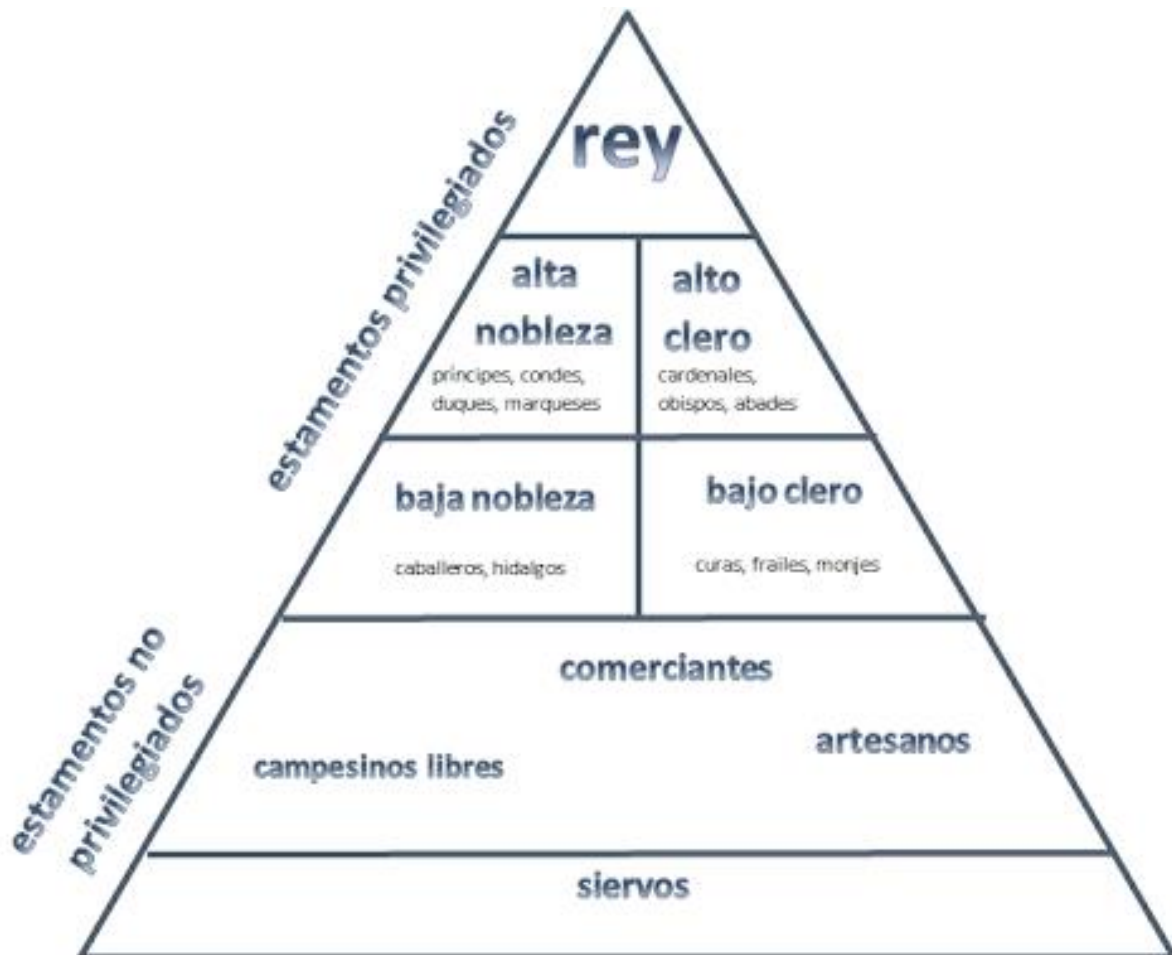 rey
estamentos privilegiados
alta
nobleza
príncipes, condes,
duques, marqueses
alto
clero
cardenales,
obispos, abades
baja nobleza
caballeros, hidalgos
bajo clero
curas, frailes, monjes
estamentos no
privilegiados
comerciantes
artesanos
campesinos libres
siervos